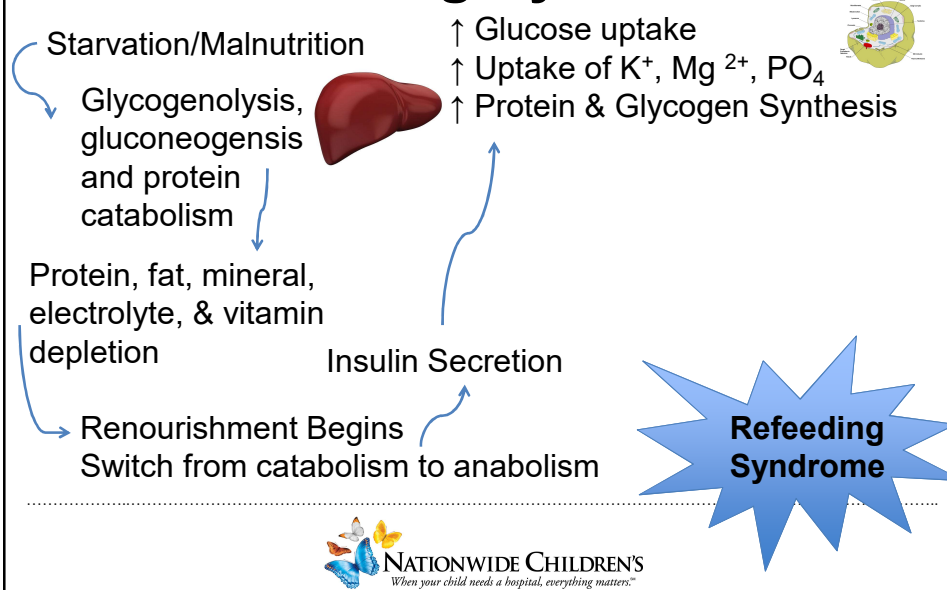 Starvation/Malnutrition
Glycogenolysis,
gluconeogensis
and protein
catabolism
Protein, fat, mineral,
electrolyte, & vitamin
depletion
Renourishment Begins
Switch from catabolism to anabolism
Insulin Secretion
↑ Glucose uptake
↑ Uptake of K⁺, Mg ²⁺, PO₄
↑ Protein & Glycogen Synthesis
Refeeding
Syndrome
NATIONWIDE CHILDREN'S
When your child needs a hospital, everything matters.℠